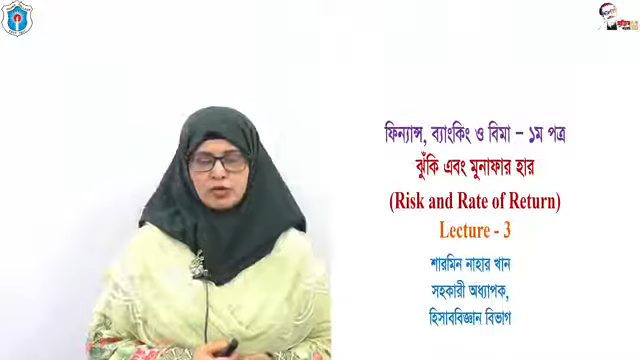 ফিন্যান্স, ব্যাংকিং ও বিমা – ১ম পত্র
ঝুঁকি এবং মুনাফার হার
(Risk and Rate of Return)
Lecture - 3
শারমিন নাহার খান
সহকারী অধ্যাপক,
হিসাববিজ্ঞান বিভাগ